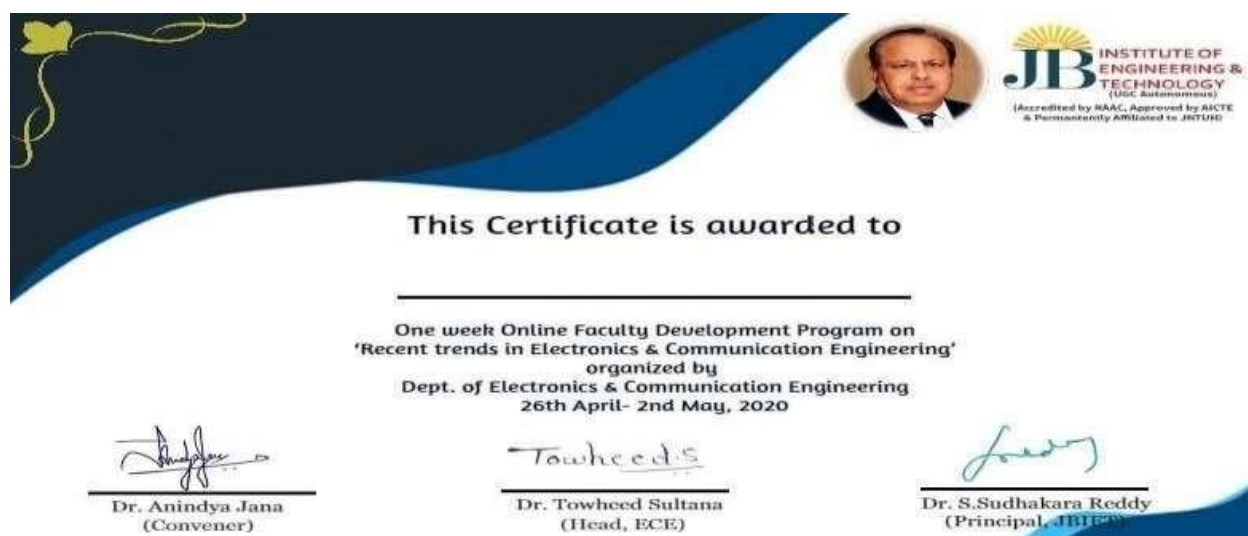 JB
INSTITUTE OF
ENGINEERING &
TECHNOLOGY
(UGC Autonomous)
(Accredited by NAAC, Approved by AICTE
& Permantently Affiliated to JNTUH)
This Certificate is awarded to
One week Online Faculty Development Program on
‘Recent trends in Electronics & Communication Engineering’
organized by
Dept. of Electronics & Communication Engineering
26th April- 2nd May, 2020
Towheed.S
Dr. Anindya Jana
(Convener)
Dr. Towheed Sultana
(Head, ECE)
Dr. S.Sudhakara Reddy
(Principal, JBIET)